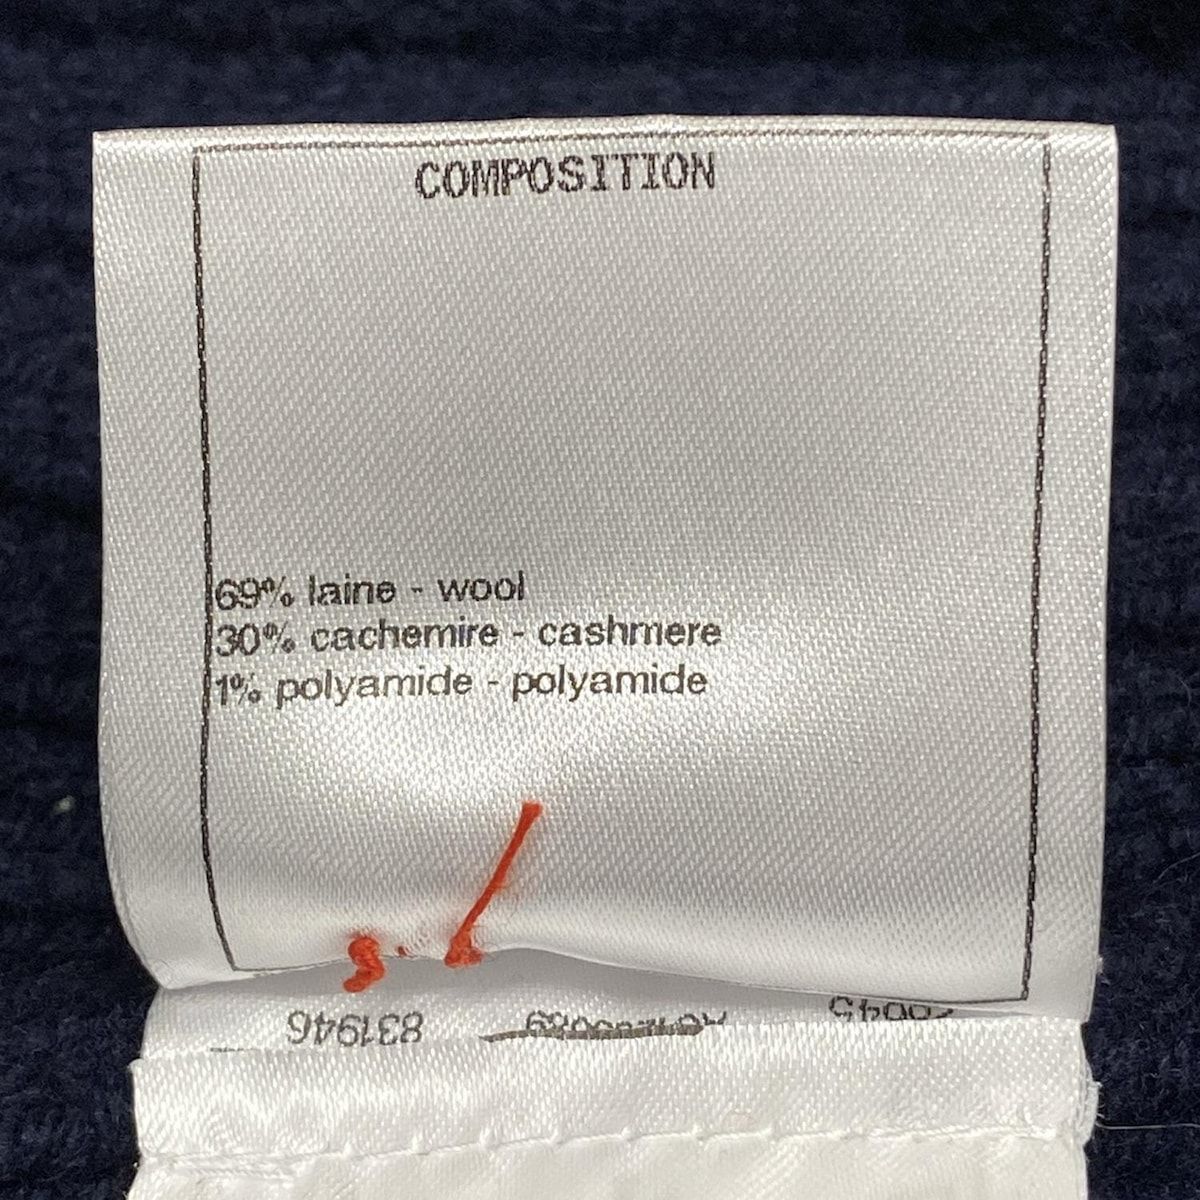 COMPOSITION
69% laine - wool
30% cachemire - cashmere
1% polyamide - polyamide
831946